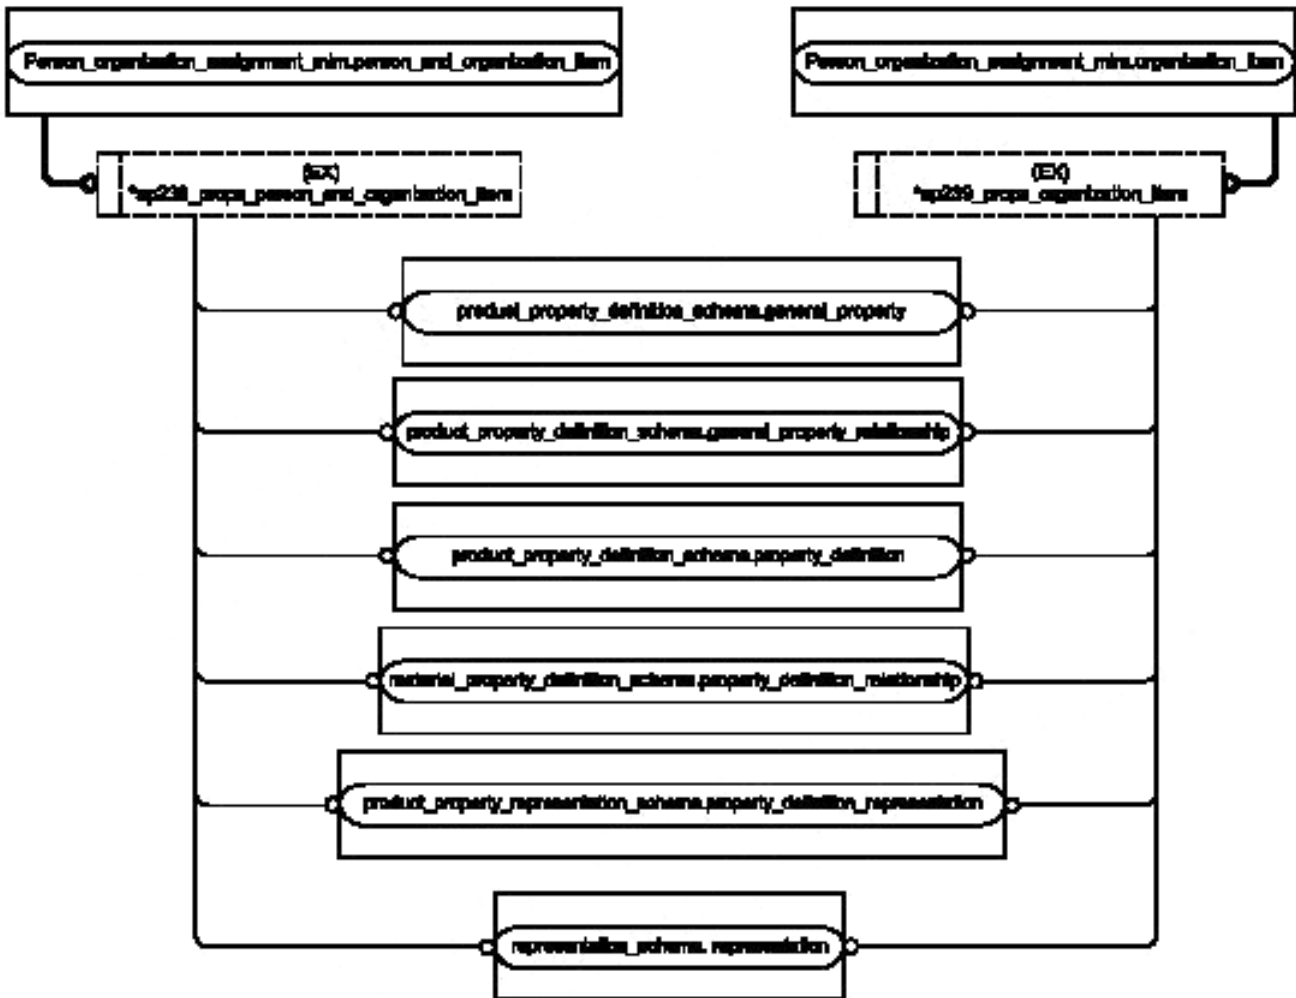 Person_organization_assignment_mim.person_and_organization_item
Person_organization_assignment_mim.organization_item
(EX)
*ap239_props_person_and_organization_item
(EX)
*ap239_props_organization_item
product_property_definition_schema.general_property
product_property_definition_schema.general_property_relationship
product_property_definition_schema.property_definition
material_property_definition_schema.property_definition_relationship
product_property_representation_schema.property_definition_representation
representation_schema. representation